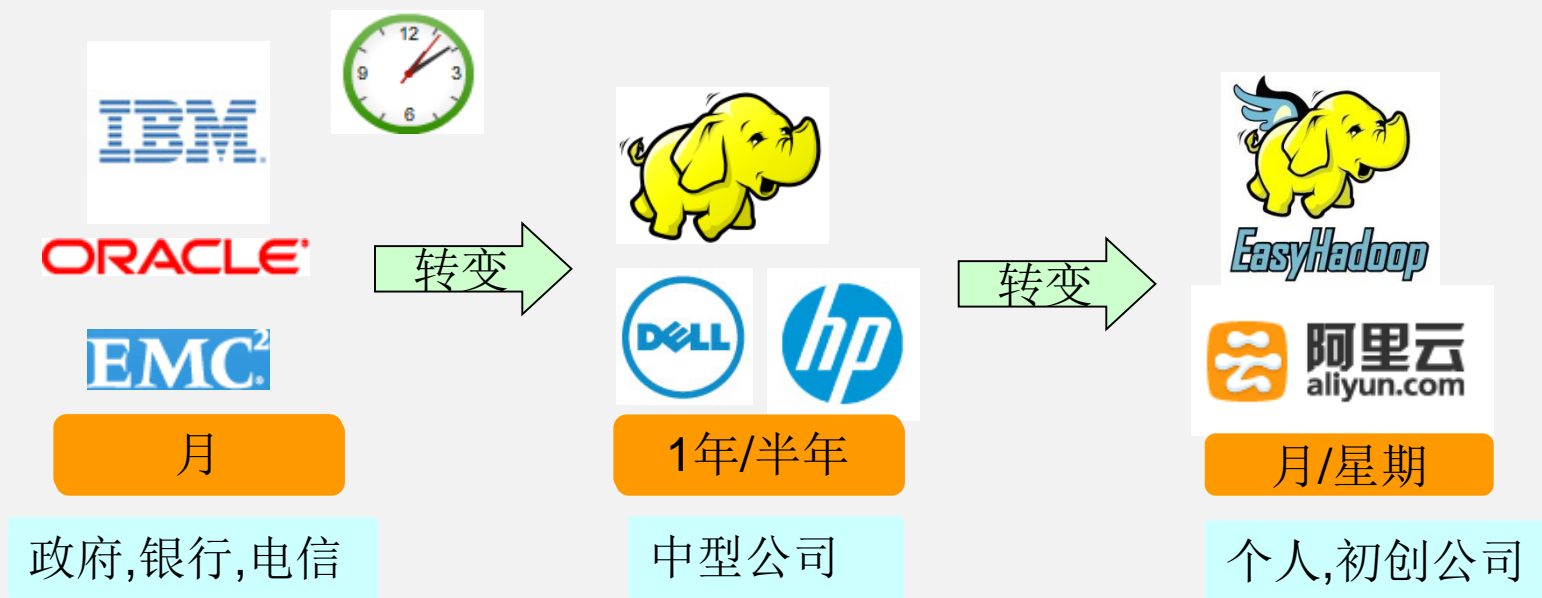 12
9
3
6
IBM.
ORACLE
EMC²
月
政府,银行,电信
转变
DELL
hp
1年/半年
中型公司
转变
EasyHadoop
阿里云
aliyun.com
月/星期
个人,初创公司